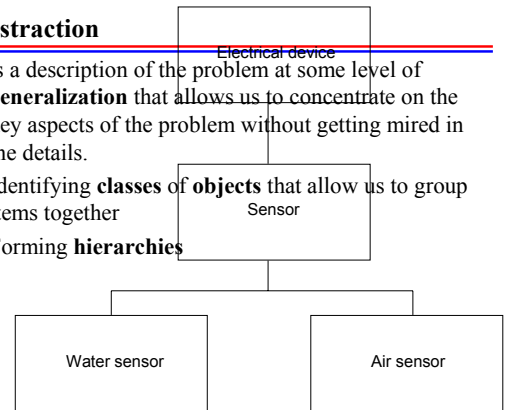 straction
Electrical device
s a description of the problem at some level of
eneralization that allows us to concentrate on the
ey aspects of the problem without getting mired in
he details.
dentifying classes of objects that allow us to group
tems together
Sensor
orming hierarchies
Water sensor
Air sensor